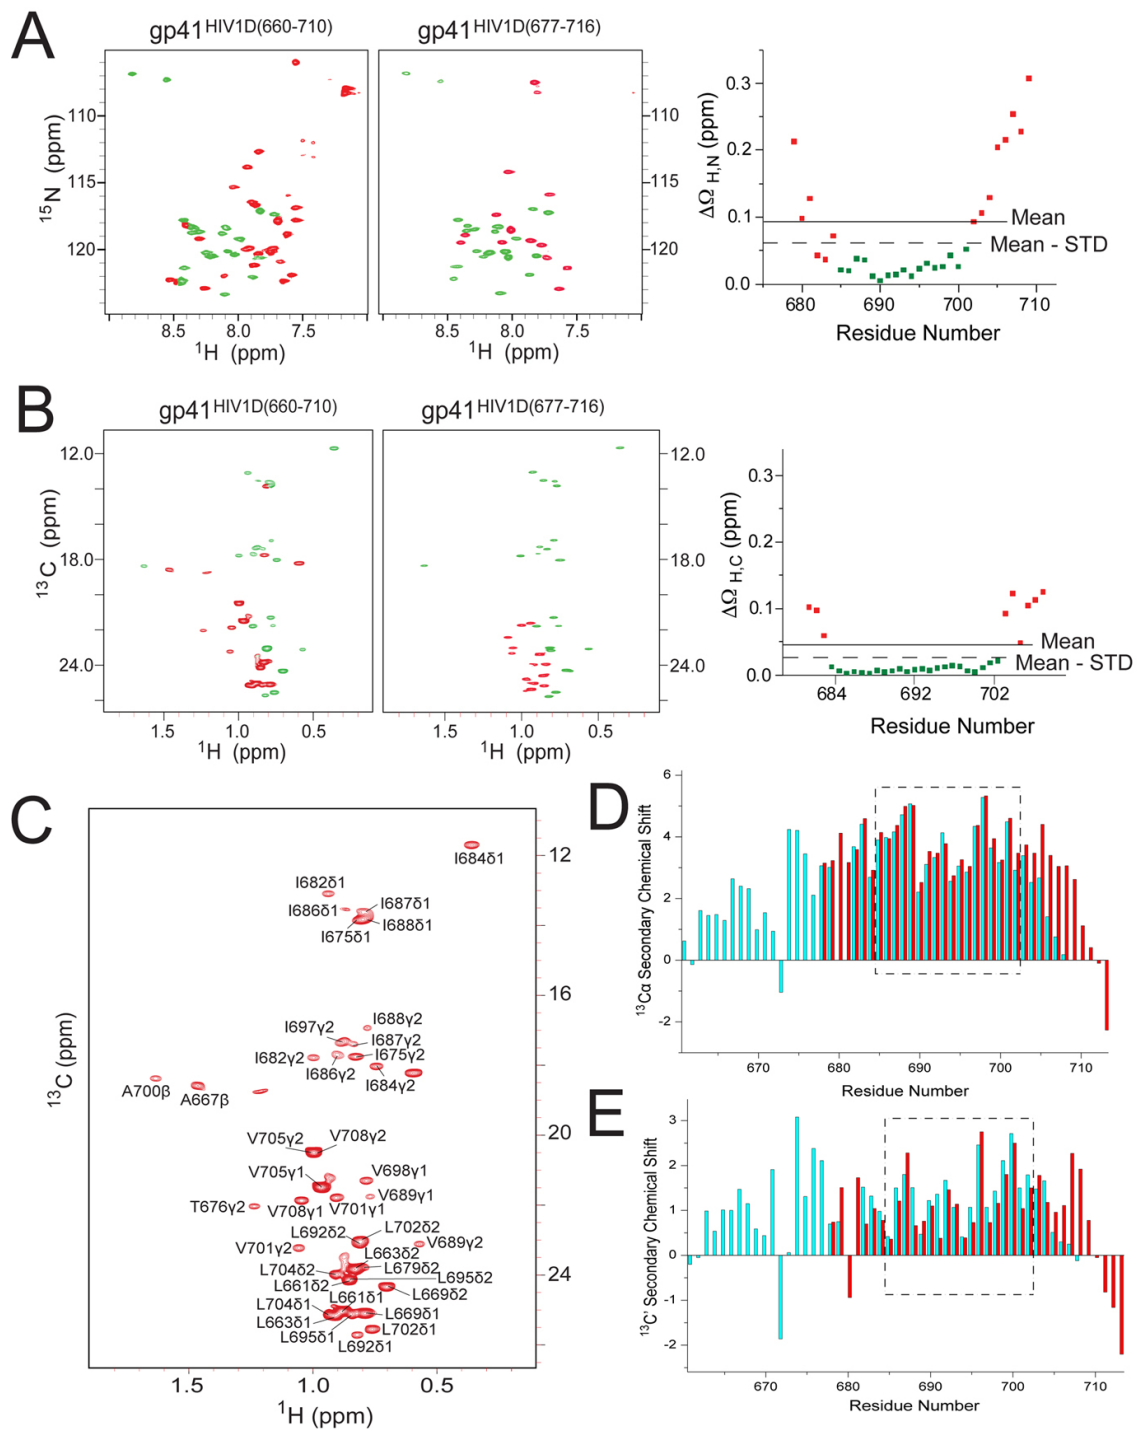 A
gp41HIV1D(660-710)
gp41HIV1D(677-716)
15N (ppm)
110
115
120
110
115
120
8.5 8.0 7.5
8.5 8.0 7.5
1H (ppm)
1H (ppm)
ΔΩ H,N (ppm)
0.3
0.2
0.1
0.0
Mean
Mean - STD
680 690 700 710
Residue Number
B
gp41HIV1D(660-710)
gp41HIV1D(677-716)
13C (ppm)
12.0
18.0
24.0
12.0
18.0
24.0
1.5 1.0 0.5
1.5 1.0 0.5
1H (ppm)
1H (ppm)
ΔΩ H,C (ppm)
0.3
0.2
0.1
0.0
Mean
Mean - STD
684 692 702
Residue Number
C
I684δ1
I682δ1
I686δ1
I687δ1
I688δ1
I675δ1
I688γ2
I697γ2
I687γ2
I682γ2
I675γ2
I686γ2
I684γ2
A700β
A667β
V705γ2
V708γ2
V705γ1
V698γ1
T676γ2
V708γ1
V701γ1
V689γ1
L692δ2
L702δ2
V701γ2
V689γ2
L663δ2
L704δ2
L679δ2
L661δ2
L695δ2
L661δ1
L669δ2
L704δ1
L663δ1
L669δ1
L695δ1
L702δ1
L692δ1
12
16
20
24
13C (ppm)
1.5 1.0 0.5
1H (ppm)
D
13Cα Secondary Chemical Shift
6
4
2
0
-2
670 680 690 700 710
Residue Number
E
13C' Secondary Chemical Shift
3
2
1
0
-1
-2
670 680 690 700 710
Residue Number